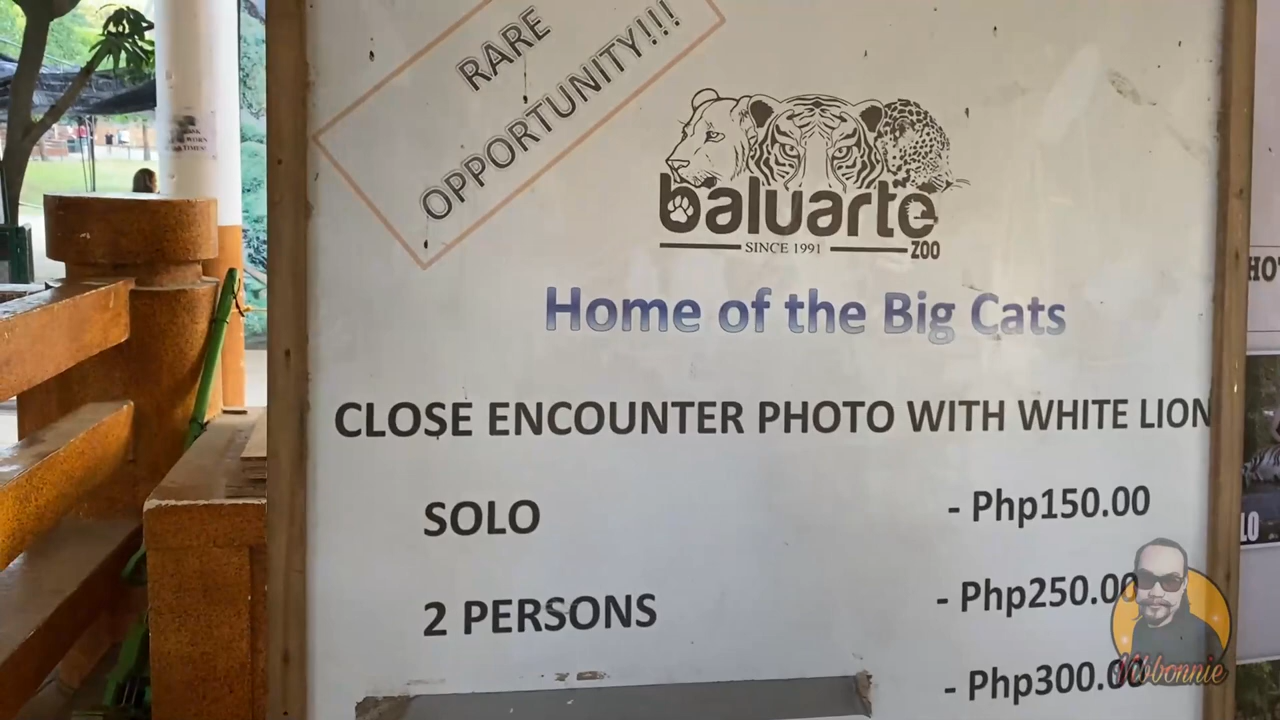 RARE
OPPORTUNITY!!!
baluarte
SINCE 1991
ZOO
Home of the Big Cats
CLOSE ENCOUNTER PHOTO WITH WHITE LION
SOLO - Php150.00
2 PERSONS - Php250.00
- Php300.00